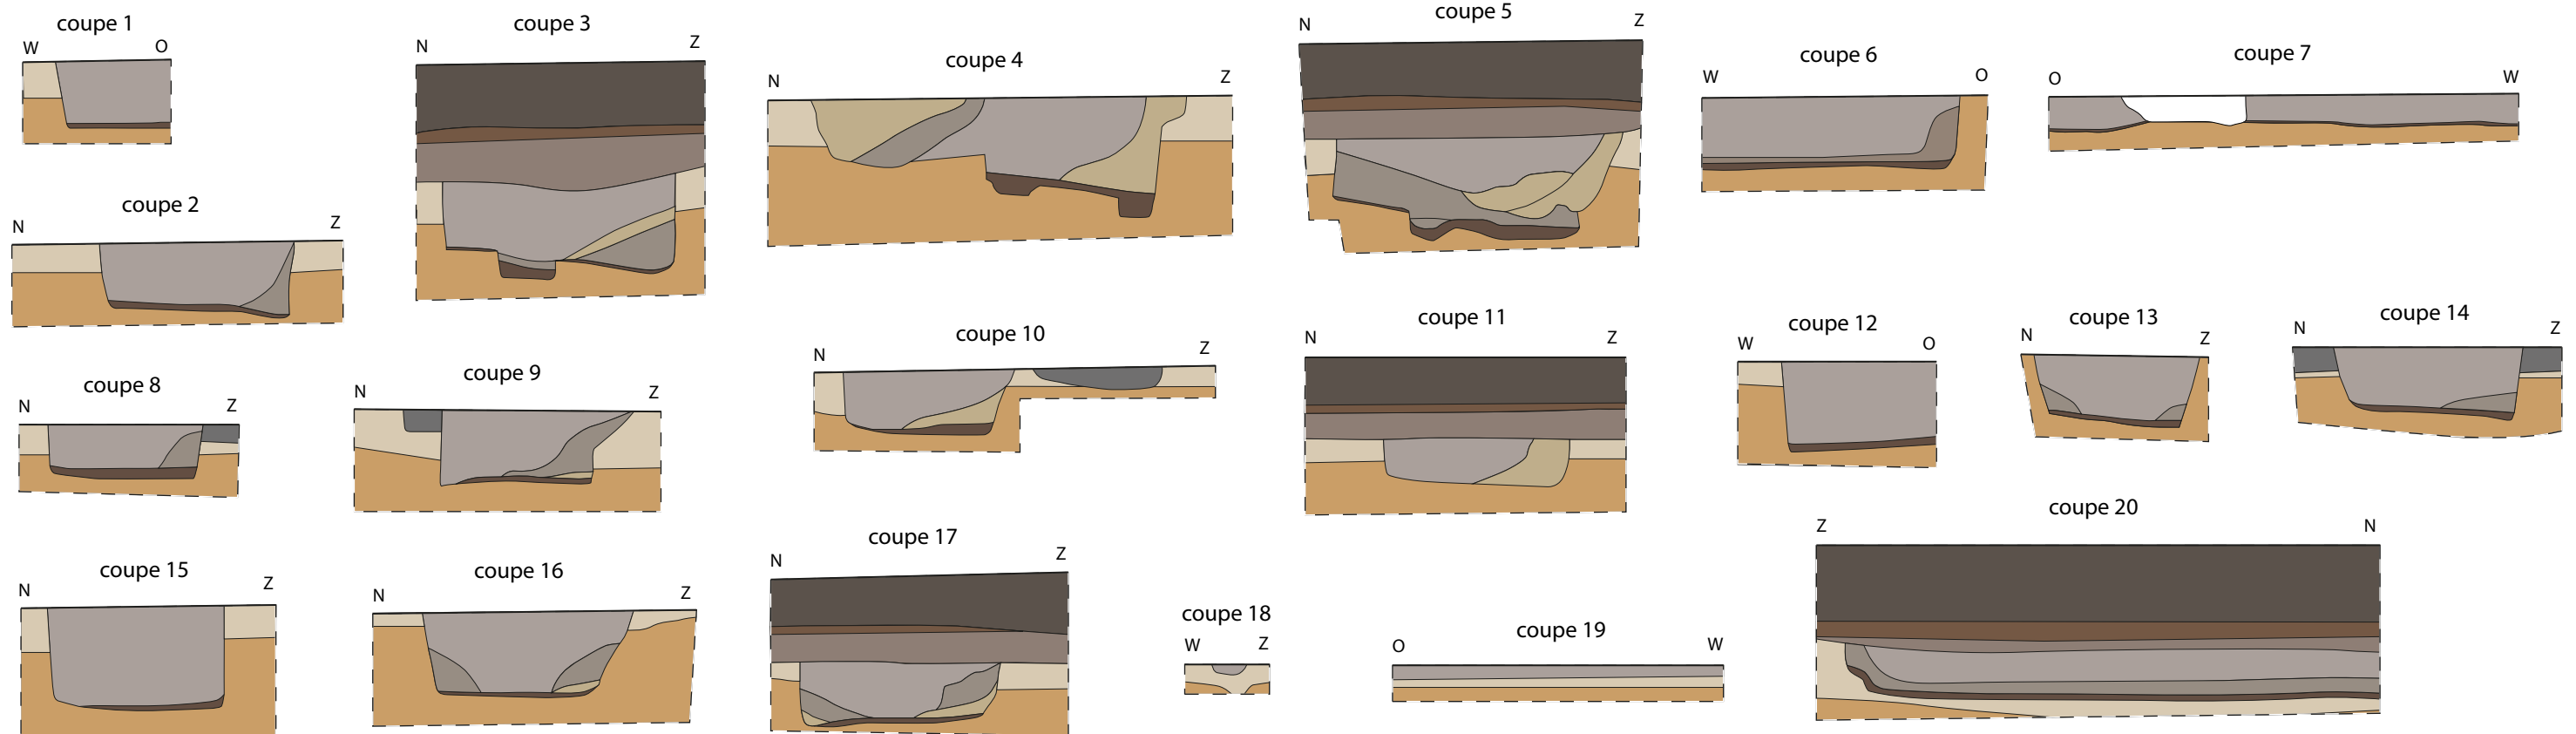 coupe 1
W O
coupe 3
N Z
coupe 4
N Z
coupe 5
N Z
coupe 6
W O
coupe 7
O W
coupe 2
N Z
coupe 8
N Z
coupe 9
N Z
coupe 10
N Z
coupe 11
N Z
coupe 12
W O
coupe 13
N Z
coupe 14
N Z
coupe 15
N Z
coupe 16
N Z
coupe 17
N Z
coupe 18
W Z
coupe 19
O W
coupe 20
Z N